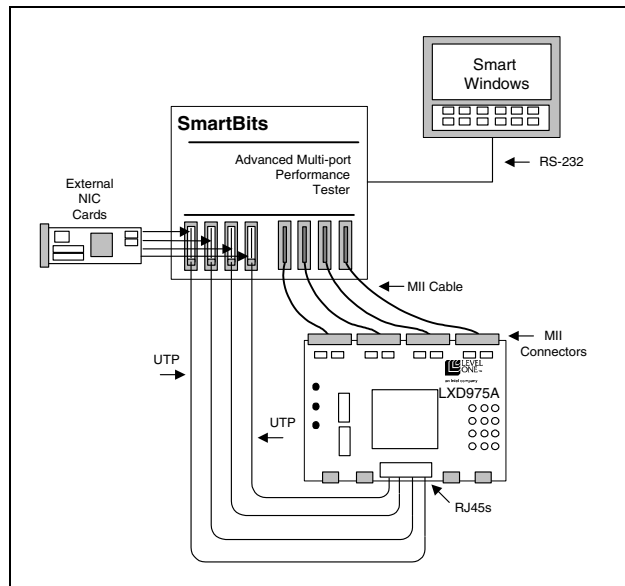 Smart
Windows
SmartBits
Advanced Multi-port
Performance
Tester
RS-232
External
NIC
Cards
MII Cable
MII
Connectors
UTP
LEVEL
ONE™
an Intel company
LXD975A
UTP
RJ45s